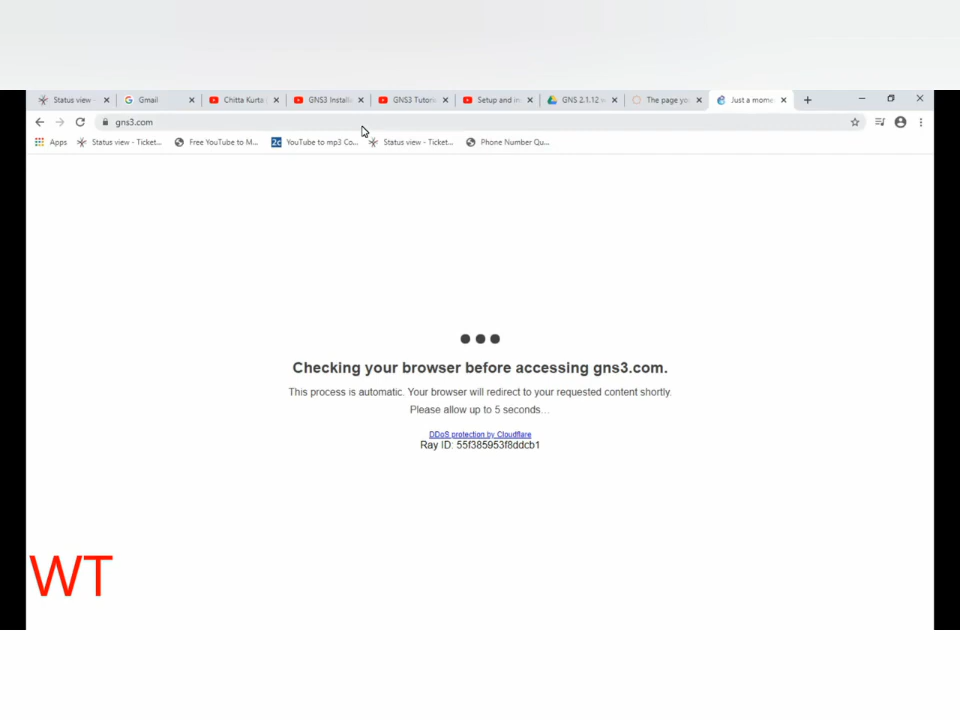 Status view - Gmail Chitta Kurta GNS3 Install GNS3 Tutori Setup and in GNS 2.1.12 w The page yo Just a mome
gns3.com
Apps Status view - Ticket... Free YouTube to M... YouTube to mp3 Co... Status view - Ticket... Phone Number Qu...
Checking your browser before accessing gns3.com.
This process is automatic. Your browser will redirect to your requested content shortly.
Please allow up to 5 seconds...
DDoS protection by Cloudflare
Ray ID: 55f385953f8ddcb1
WT